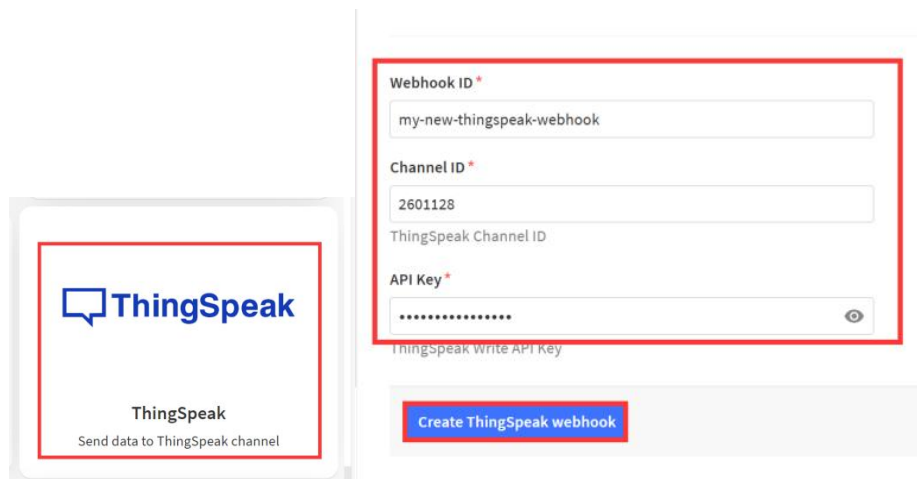 ThingSpeak
ThingSpeak
Send data to ThingSpeak channel
Webhook ID *
my-new-thingspeak-webhook
Channel ID *
2601128
ThingSpeak Channel ID
API Key *
••••••••••••••••
ThingSpeak Write API Key
Create ThingSpeak webhook